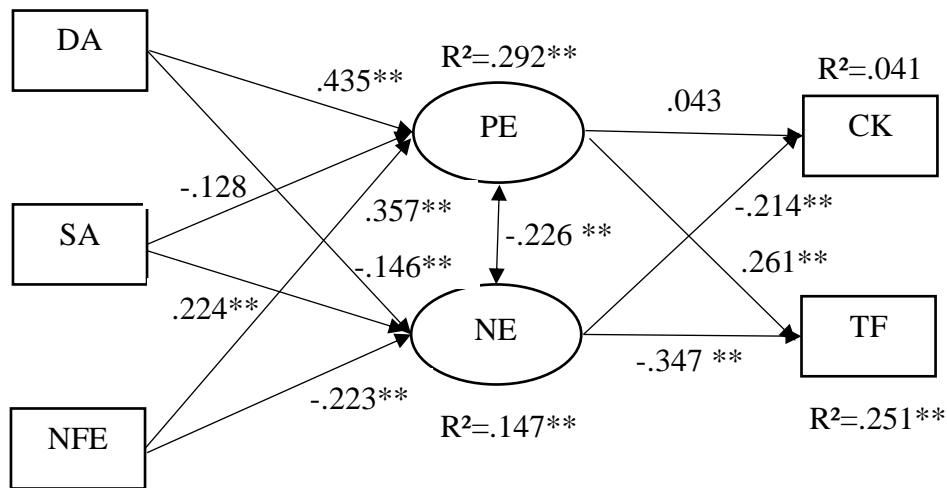 DA
R²=.292**
R²=.041
.435**
PE
.043
CK
-.128
.357**
-.214**
SA
-.226 **
-.146**
.261**
.224**
NE
TF
-.347 **
-.223**
NFE
R²=.147**
R²=.251**